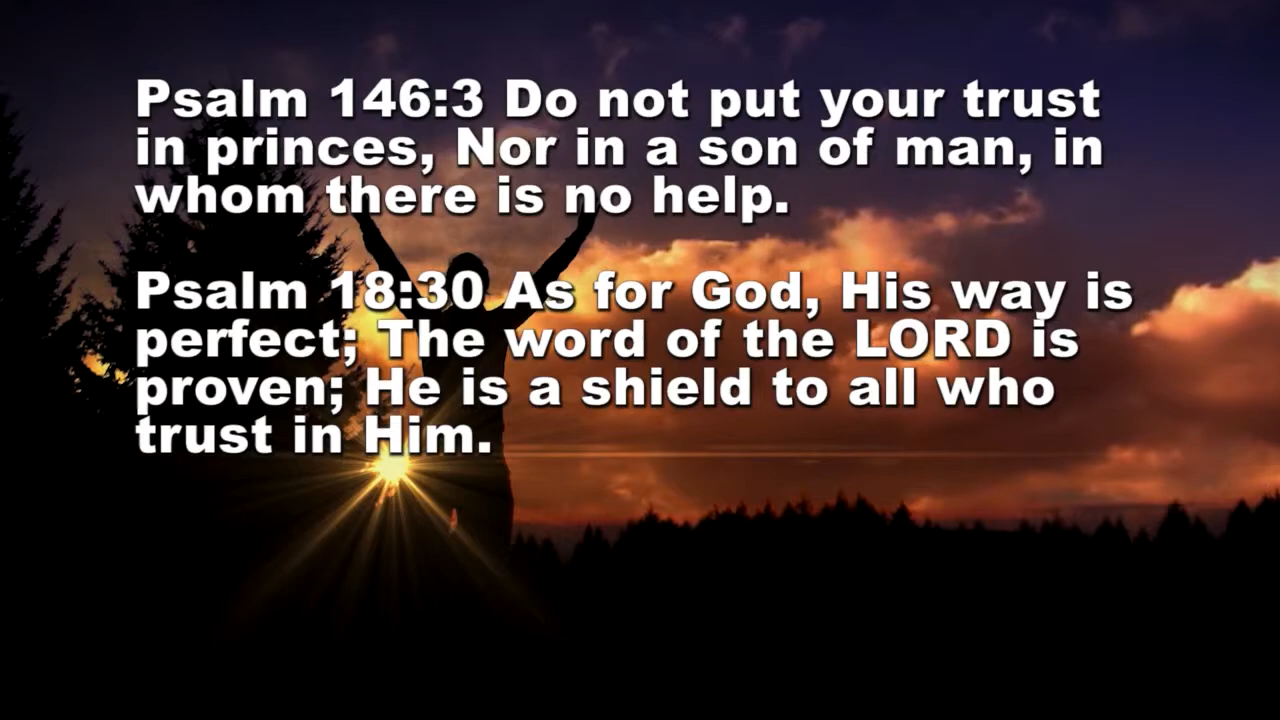 Psalm 146:3 Do not put your trust
in princes, Nor in a son of man, in
whom there is no help.
Psalm 18:30 As for God, His way is
perfect; The word of the LORD is
proven; He is a shield to all who
trust in Him.